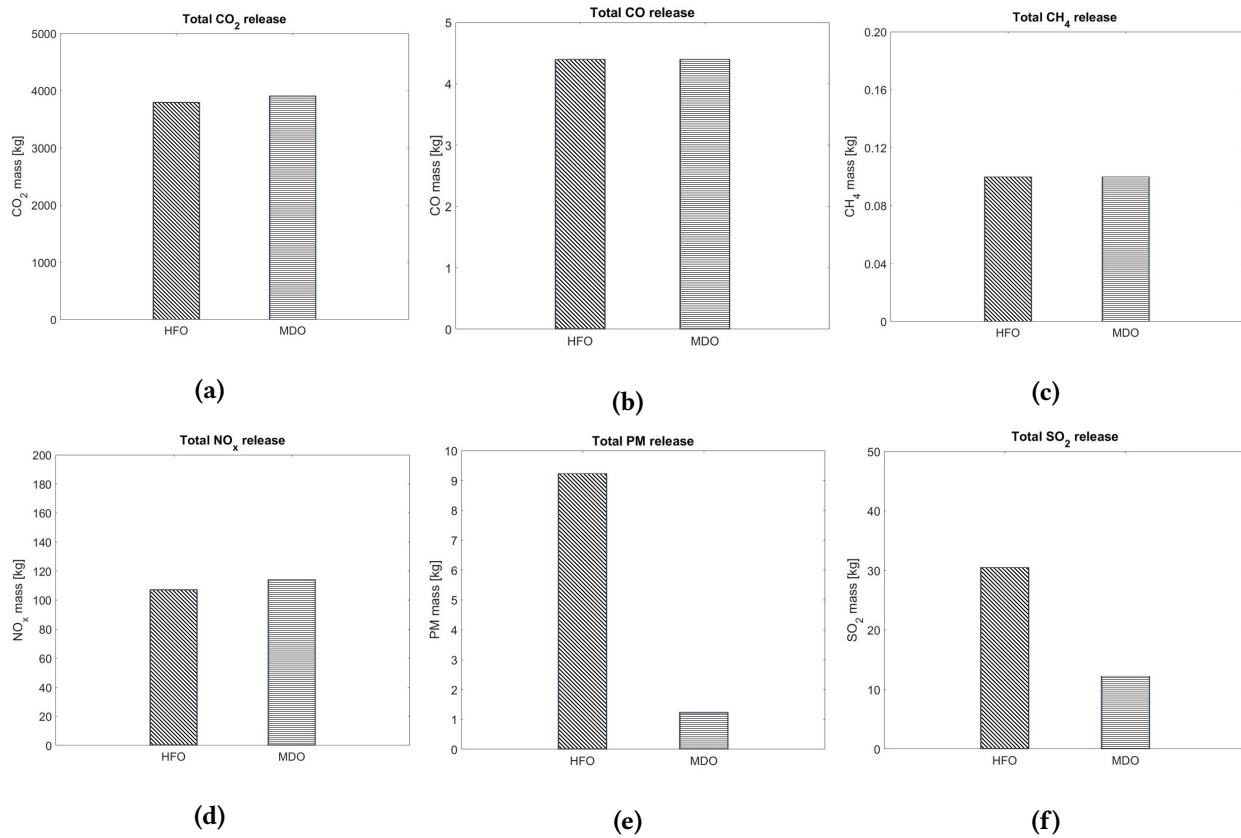 Total CO₂ release
CO₂ mass [kg]
5000
4000
3000
2000
1000
0
HFO MDO
(a)
Total CO release
CO mass [kg]
5
4
3
2
1
0
HFO MDO
(b)
Total CH₄ release
CH₄ mass [kg]
0.20
0.16
0.12
0.08
0.04
0
HFO MDO
(c)
Total NOₓ release
NOₓ mass [kg]
200
180
160
140
120
100
80
60
40
20
0
HFO MDO
(d)
Total PM release
PM mass [kg]
10
9
8
7
6
5
4
3
2
1
0
HFO MDO
(e)
Total SO₂ release
SO₂ mass [kg]
50
40
30
20
10
0
HFO MDO
(f)